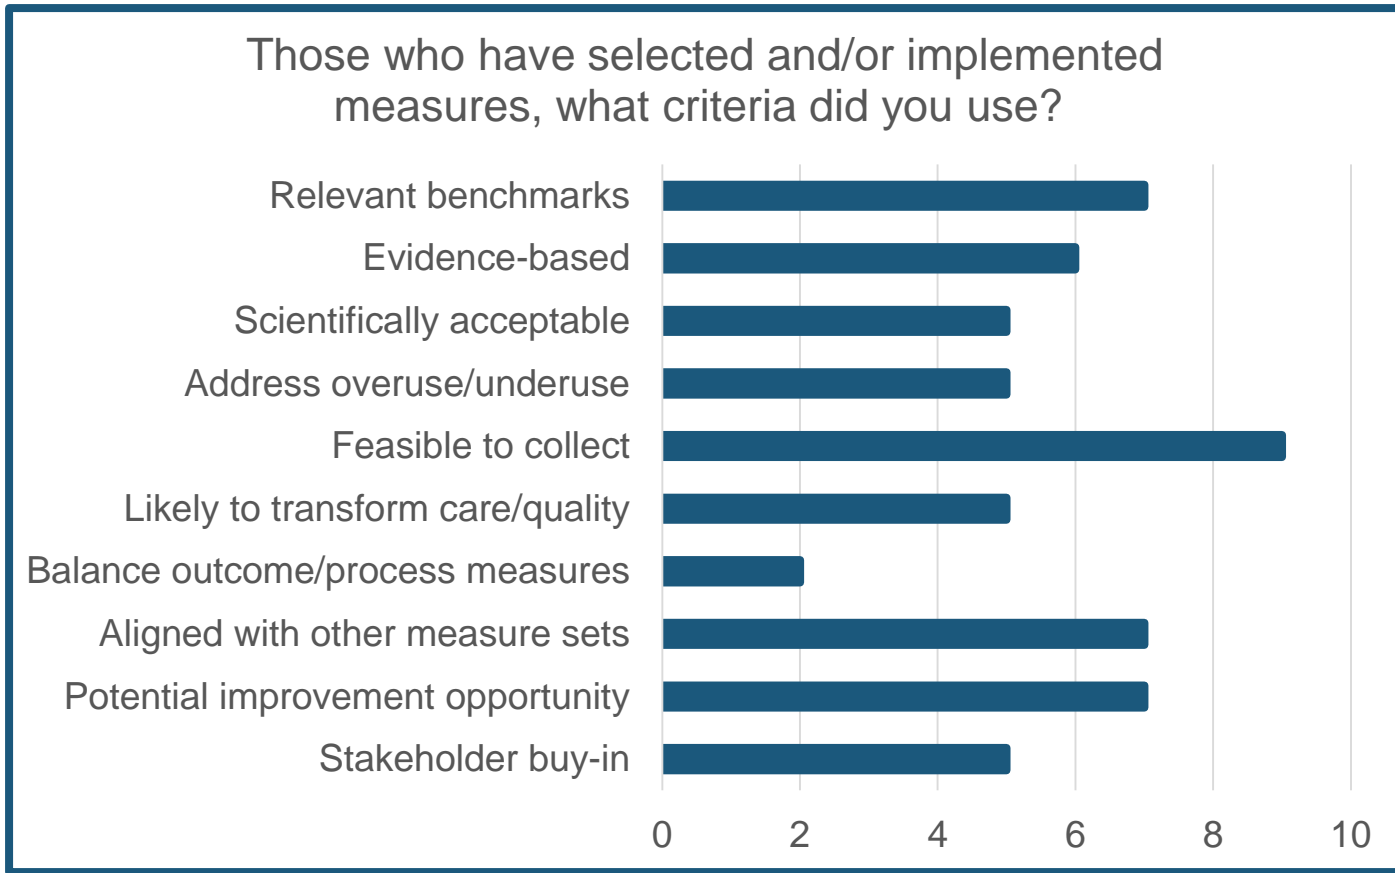 Those who have selected and/or implemented
measures, what criteria did you use?
Relevant benchmarks
Evidence-based
Scientifically acceptable
Address overuse/underuse
Feasible to collect
Likely to transform care/quality
Balance outcome/process measures
Aligned with other measure sets
Potential improvement opportunity
Stakeholder buy-in
0 2 4 6 8 10